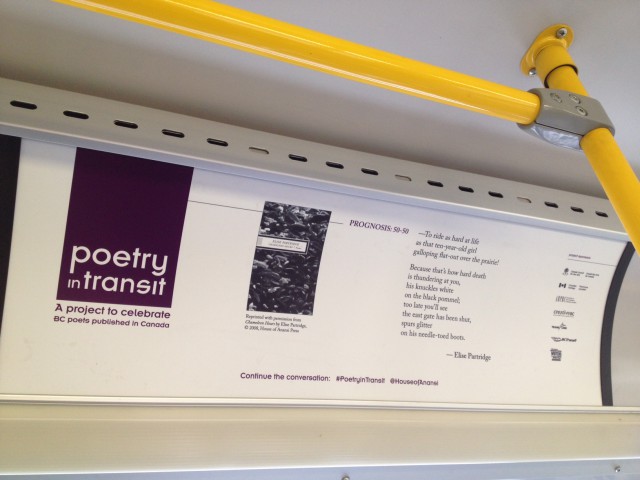 poetry
in transit
A project to celebrate
BC poets published in Canada
Reprinted with permission from
Chameleon Hours by Elise Partridge,
© 2008, House of Anansi Press
PROGNOSIS: 50-50
—To ride as hard at life
as that ten-year-old girl
galloping flat-out over the prairie!
Because that's how hard death
is thundering at you,
his knuckles white
on the black pommel;
too late you'll see
the east gate has been shut,
spurs glitter
on his needle-toed boots.
— Elise Partridge
Continue the conversation: #PoetryinTransit @HouseofAnansi